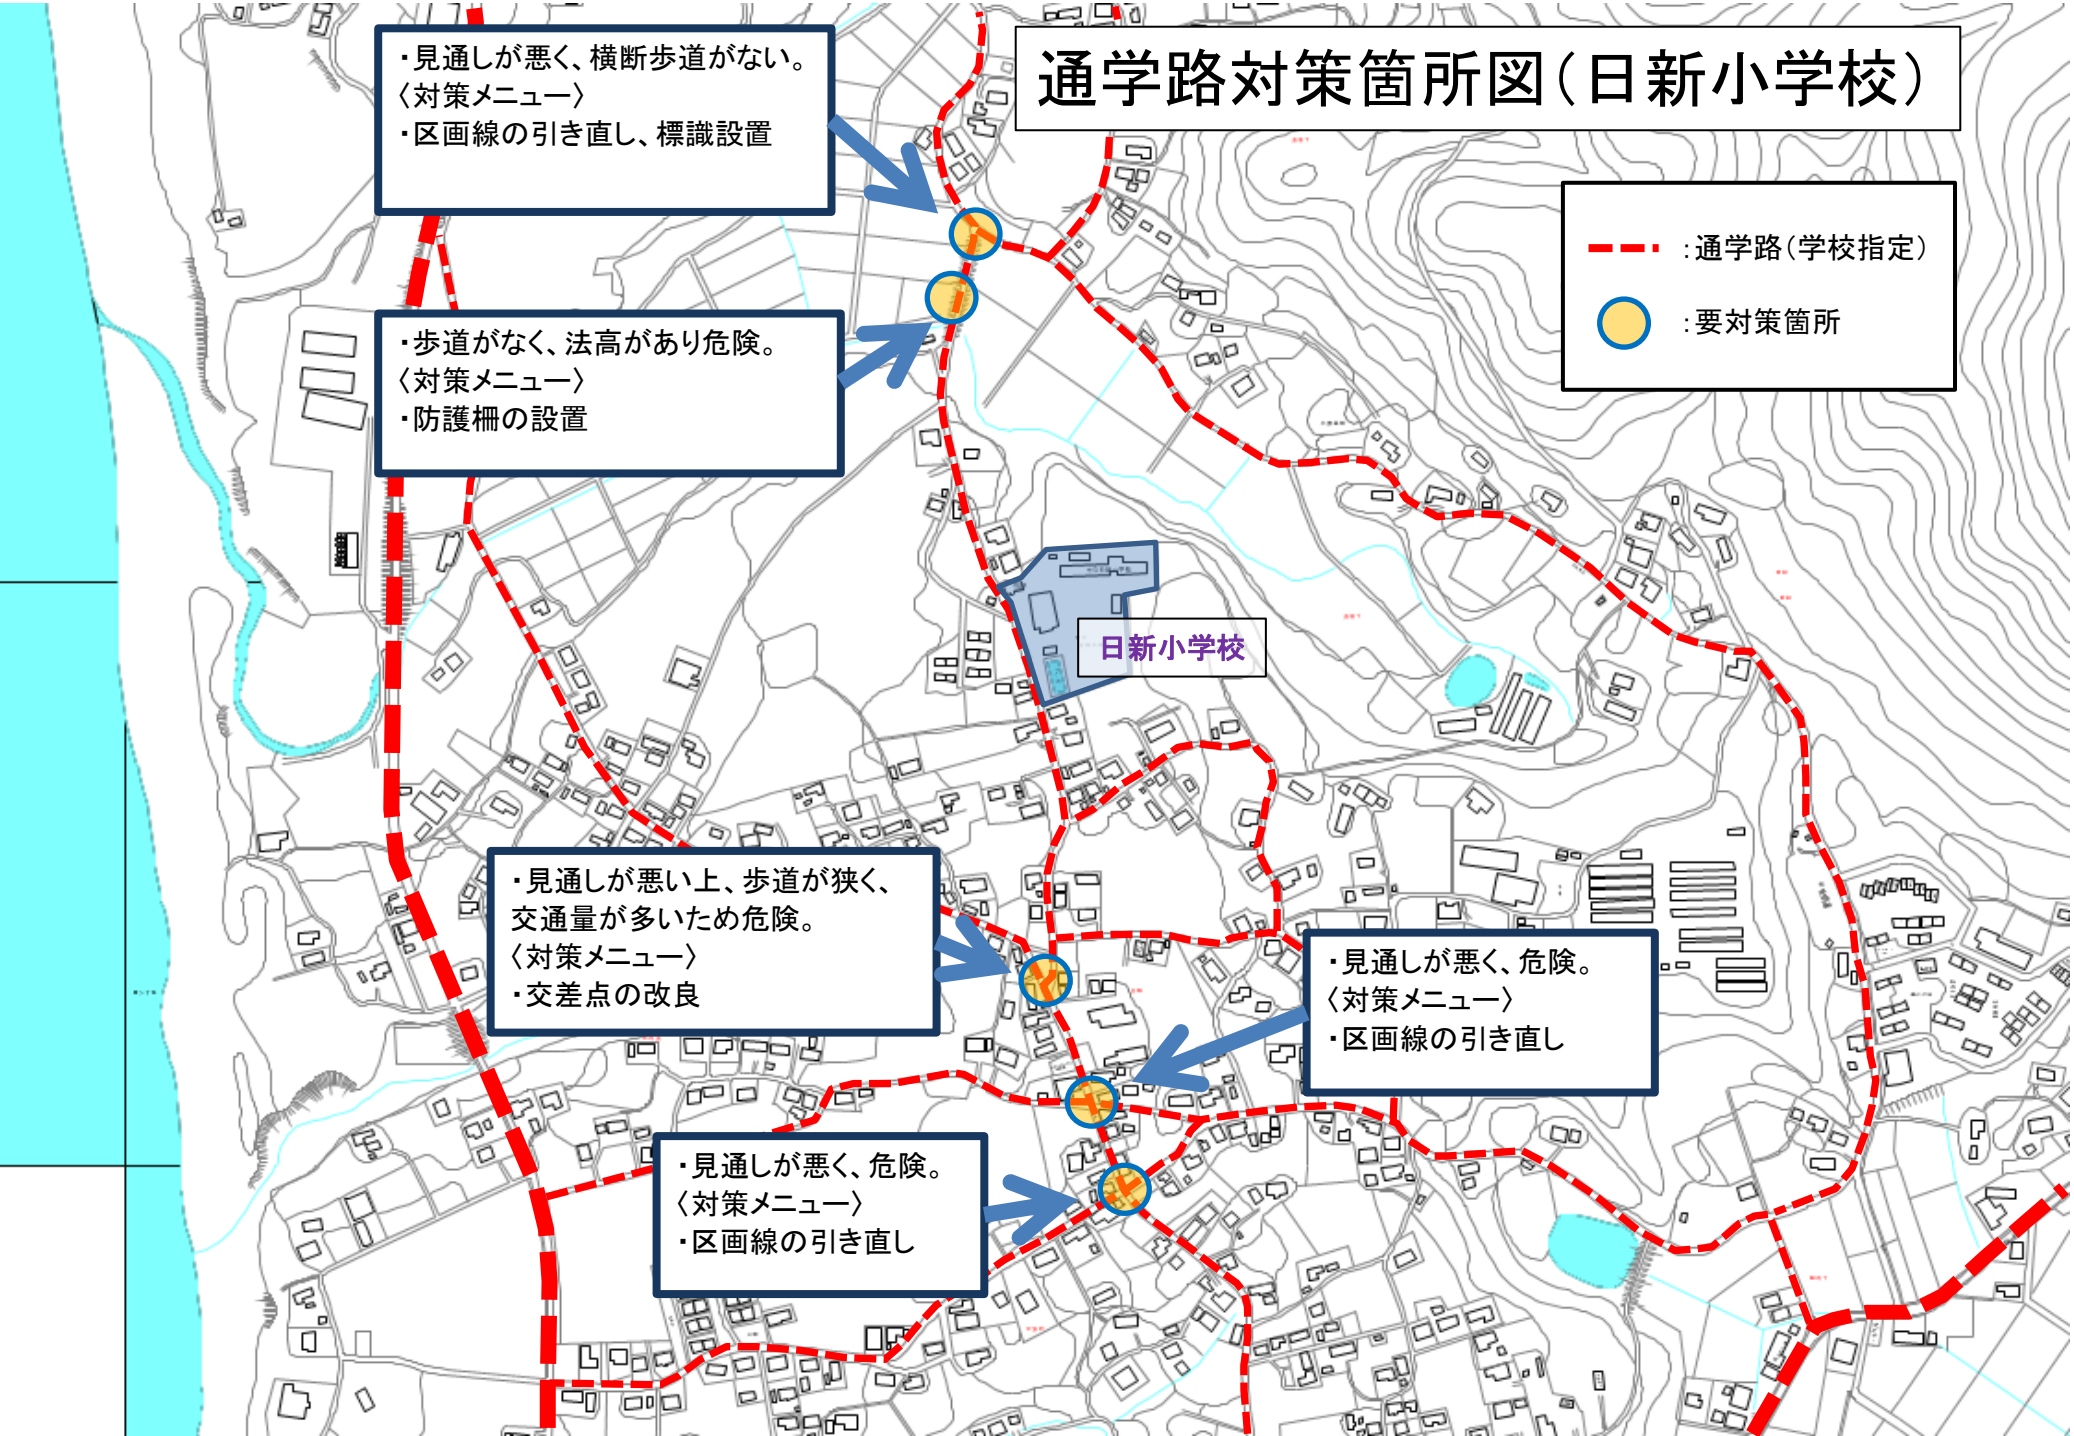 通学路対策箇所図(日新小学校)
・見通しが悪く、横断歩道がない。
〈対策メニュー〉
・区画線の引き直し、標識設置
:通学路(学校指定)
:要対策箇所
・歩道がなく、法高があり危険。
〈対策メニュー〉
・防護柵の設置
日新小学校
・見通しが悪い上、歩道が狭く、
交通量が多いため危険。
〈対策メニュー〉
・交差点の改良
・見通しが悪く、危険。
〈対策メニュー〉
・区画線の引き直し
・見通しが悪く、危険。
〈対策メニュー〉
・区画線の引き直し